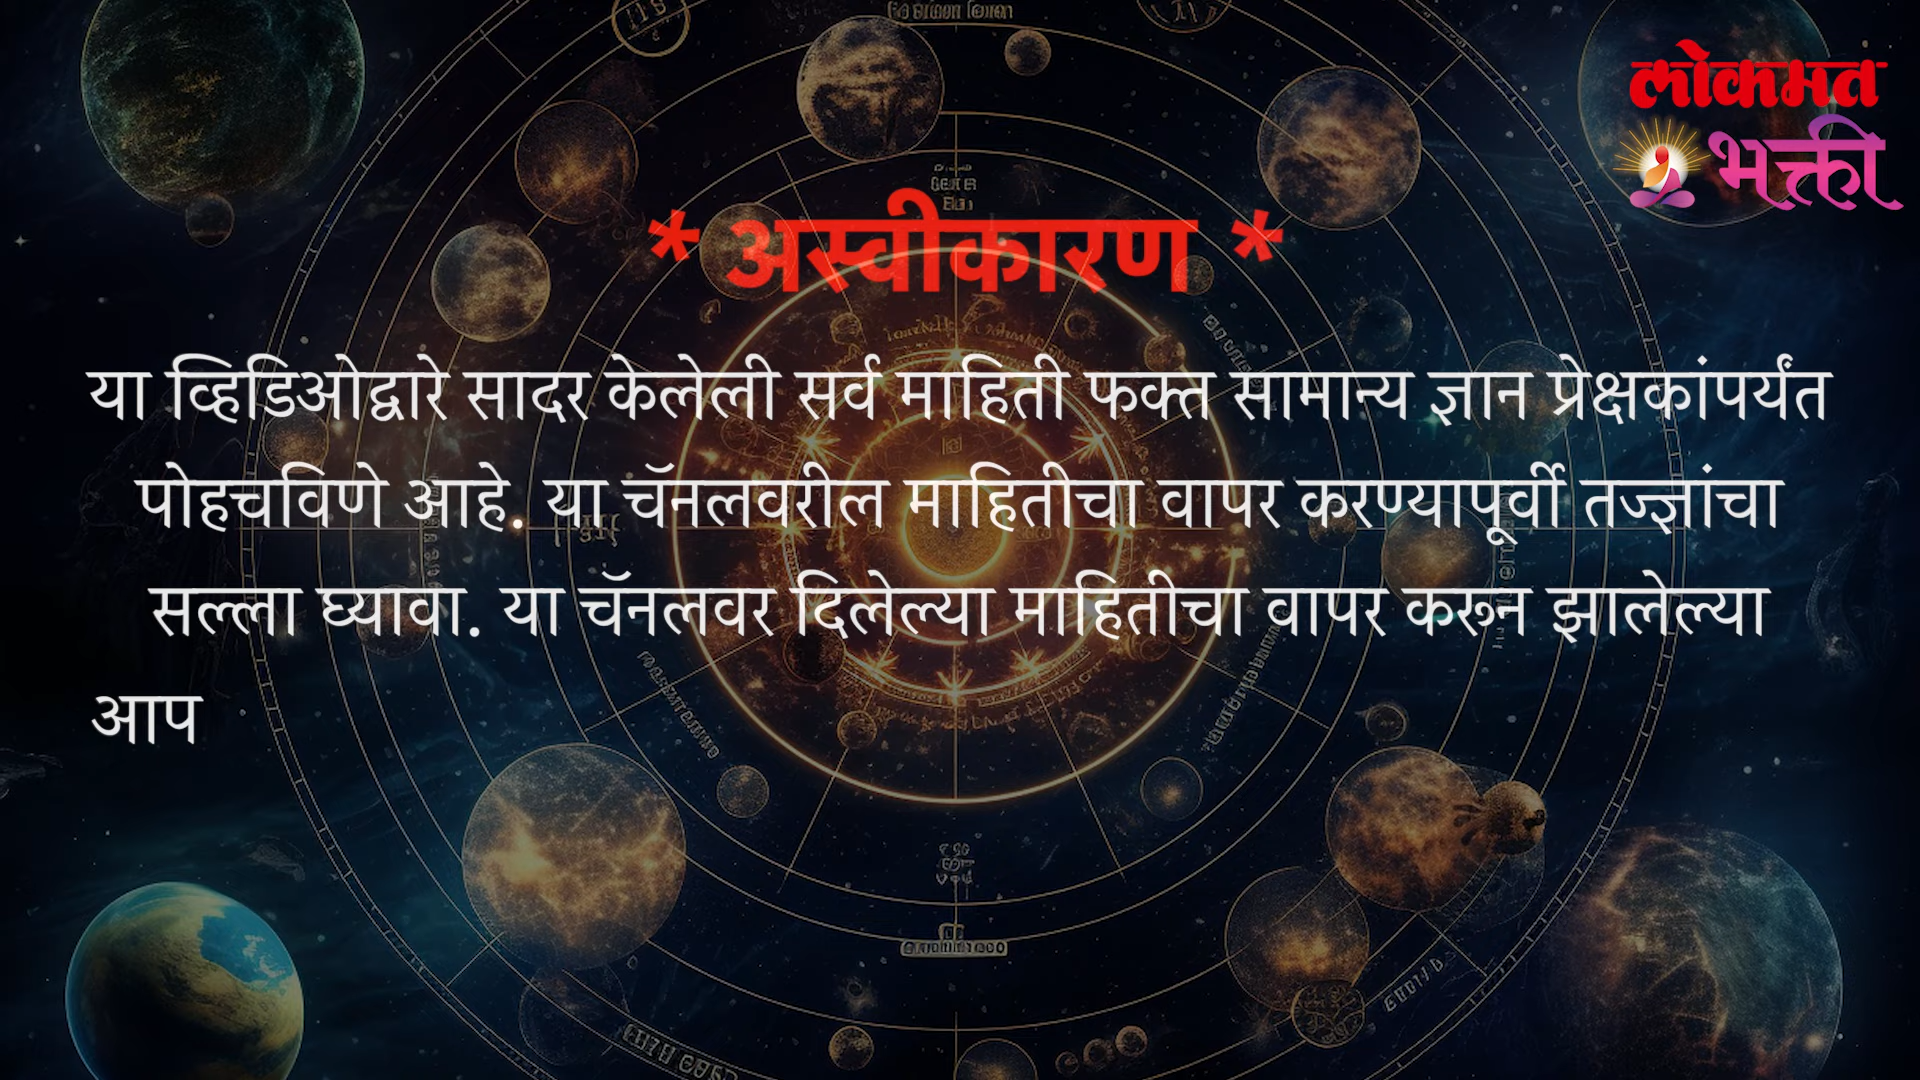 लोकमत
भक्ती
* अस्वीकारण *
या व्हिडिओद्वारे सादर केलेली सर्व माहिती फक्त सामान्य ज्ञान प्रेक्षकांपर्यंत
पोहचविणे आहे. या चॅनलवरील माहितीचा वापर करण्यापूर्वी तज्ज्ञांचा
सल्ला घ्यावा. या चॅनलवर दिलेल्या माहितीचा वापर करून झालेल्या
आप